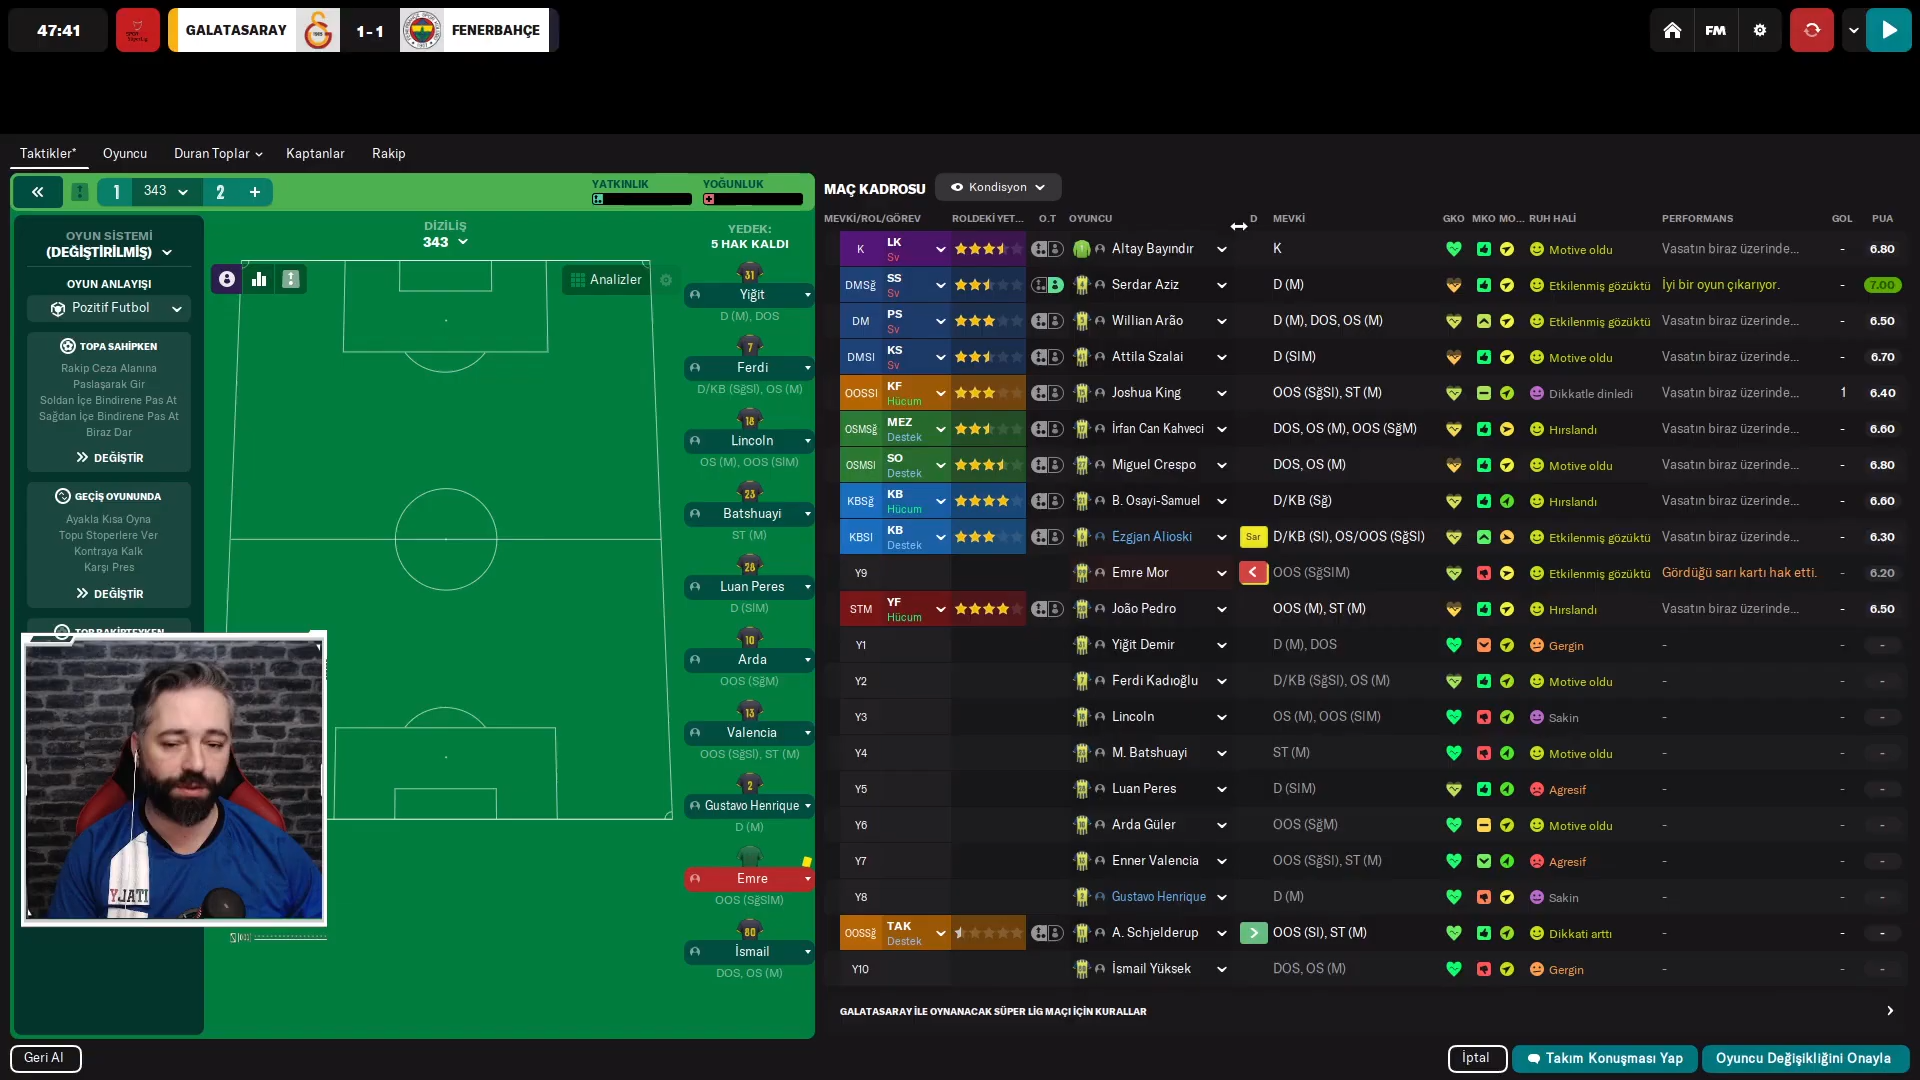 47:41
GALATASARAY
1 - 1
FENERBAHÇE
FM
Taktikler*
Oyuncu
Duran Toplar
Kaptanlar
Rakip
1
343
2
+
YATKINLIK
YOĞUNLUK
OYUN SİSTEMİ
(DEĞİŞTİRİLMİŞ)
OYUN ANLAYIŞI
Pozitif Futbol
TOPA SAHİPKEN
Rakip Ceza Alanına
Paslaşarak Gir
Soldan İçe Bindirene Pas At
Sağdan İçe Bindirene Pas At
Biraz Dar
DEĞİŞTİR
GEÇİŞ OYUNUNDA
Ayakla Kısa Oyna
Topu Stoperlere Ver
Kontraya Kalk
Karşı Pres
DEĞİŞTİR
TOP RAKİPTEYKEN
DİZİLİŞ
343
Analizler
YEDEK:
5 HAK KALDI
31
Yiğit
D (M), DOS
7
Ferdi
D/KB (SğSl), OS (M)
18
Lincoln
OS (M), OOS (SlM)
23
Batshuayi
ST (M)
28
Luan Peres
D (SlM)
10
Arda
OOS (SğM)
13
Valencia
OOS (SğSl), ST (M)
2
Gustavo Henrique
D (M)
Emre
OOS (SğSlM)
80
İsmail
DOS, OS (M)
MAÇ KADROSU
Kondisyon
MEVKİ/ROL/GÖREV ROLDEKİ YET... O.T OYUNCU D MEVKİ GKO MKO MO... RUH HALİ PERFORMANS GOL PUA
K LK Sv Altay Bayındır K Motive oldu Vasatın biraz üzerinde... - 6.80
DMSğ SS Sv Serdar Aziz D (M) Etkilenmiş gözüktü İyi bir oyun çıkarıyor. - 7.00
DM PS Sv Willian Arão D (M), DOS, OS (M) Etkilenmiş gözüktü Vasatın biraz üzerinde... - 6.50
DMSl KS Sv Attila Szalai D (SlM) Motive oldu Vasatın biraz üzerinde... - 6.70
OOSSl KF Hücum Joshua King OOS (SğSl), ST (M) Dikkatle dinledi Vasatın biraz üzerinde... 1 6.40
OSMSğ MEZ Destek İrfan Can Kahveci DOS, OS (M), OOS (SğM) Hırslandı Vasatın biraz üzerinde... - 6.60
OSMSl SO Destek Miguel Crespo DOS, OS (M) Motive oldu Vasatın biraz üzerinde... - 6.80
KBSğ KB Hücum B. Osayi-Samuel D/KB (Sğ) Hırslandı Vasatın biraz üzerinde... - 6.60
KBSl KB Destek Ezgjan Alioski Sar D/KB (Sl), OS/OOS (SğSl) Etkilenmiş gözüktü Vasatın biraz üzerinde... - 6.30
Y9 Emre Mor OOS (SğSlM) Etkilenmiş gözüktü Gördüğü sarı kartı hak etti. - 6.20
STM YF Hücum João Pedro OOS (M), ST (M) Hırslandı Vasatın biraz üzerinde... - 6.50
Y1 Yiğit Demir D (M), DOS Gergin - - -
Y2 Ferdi Kadıoğlu D/KB (SğSl), OS (M) Motive oldu - - -
Y3 Lincoln OS (M), OOS (SlM) Sakin - - -
Y4 M. Batshuayi ST (M) Motive oldu - - -
Y5 Luan Peres D (SlM) Agresif - - -
Y6 Arda Güler OOS (SğM) Motive oldu - - -
Y7 Enner Valencia OOS (SğSl), ST (M) Agresif - - -
Y8 Gustavo Henrique D (M) Sakin - - -
OOSSğ TAK Destek A. Schjelderup OOS (Sl), ST (M) Dikkati arttı - - -
Y10 İsmail Yüksek DOS, OS (M) Gergin - - -
GALATASARAY İLE OYNANACAK SÜPER LİG MAÇI İÇİN KURALLAR
Geri Al
İptal
Takım Konuşması Yap
Oyuncu Değişikliğini Onayla